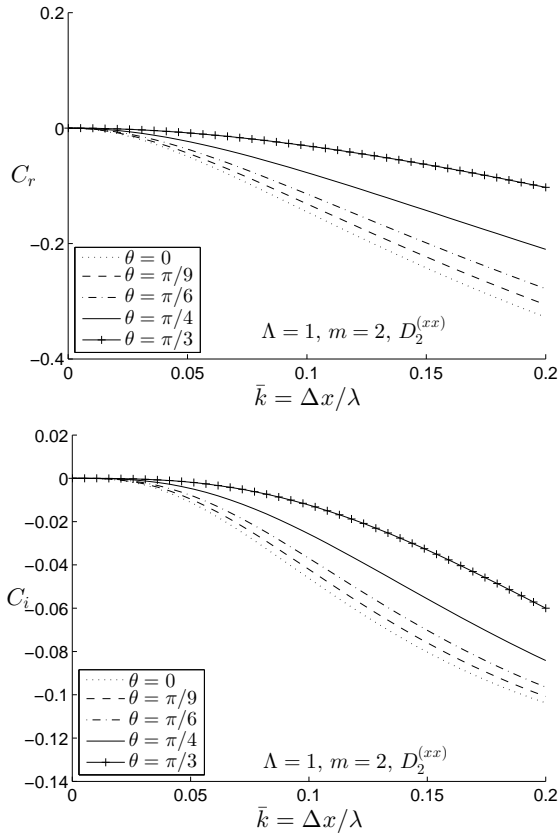 0.2
0
C_r
-0.2
-0.4
θ = 0
θ = π/9
θ = π/6
θ = π/4
θ = π/3
Λ = 1, m = 2, D_2^{(xx)}
0 0.05 0.1 0.15 0.2
k̄ = Δx/λ
0.02
0
-0.02
-0.04
-0.06
C_i
-0.08
-0.1
-0.12
-0.14
θ = 0
θ = π/9
θ = π/6
θ = π/4
θ = π/3
Λ = 1, m = 2, D_2^{(xx)}
0 0.05 0.1 0.15 0.2
k̄ = Δx/λ